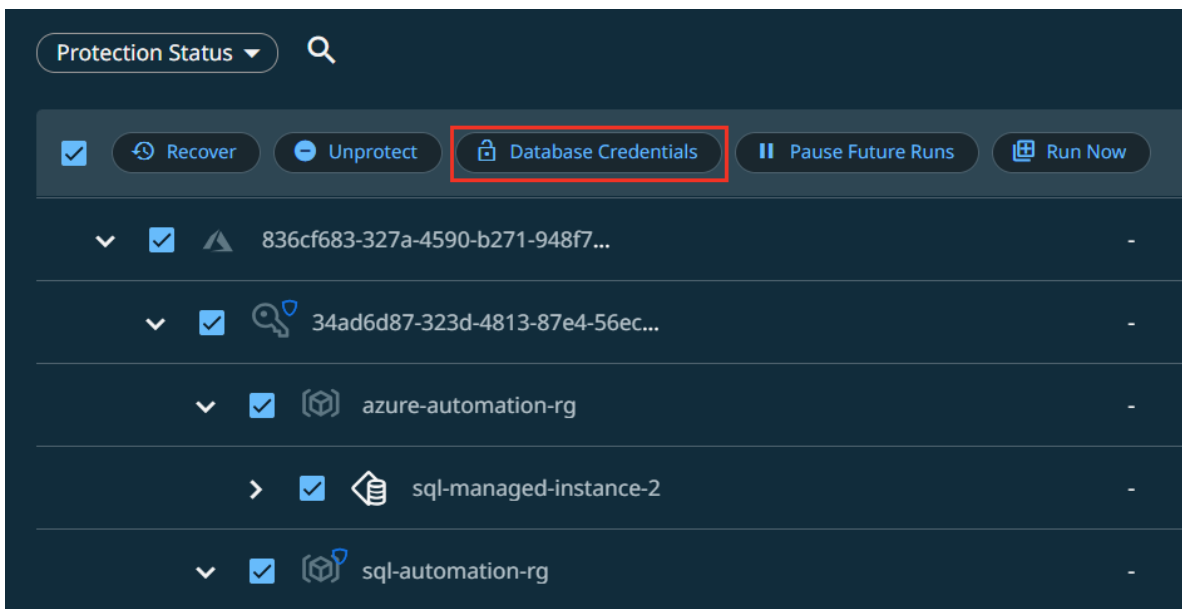 Protection Status
Recover Unprotect Database Credentials Pause Future Runs Run Now
836cf683-327a-4590-b271-948f7... -
34ad6d87-323d-4813-87e4-56ec... -
azure-automation-rg -
sql-managed-instance-2 -
sql-automation-rg -